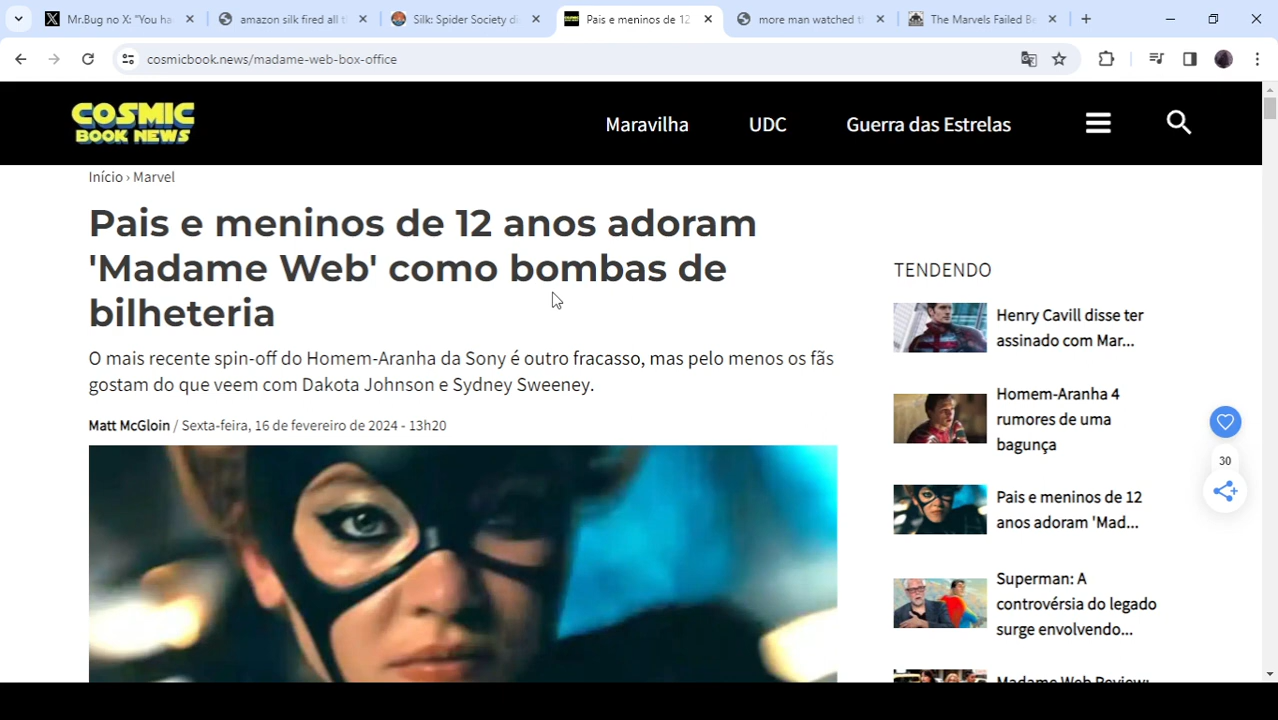 Mr.Bug no X: "You ha
amazon silk fired all t
Silk: Spider Society di
Pais e meninos de 12
more man watched t
The Marvels Failed Be
cosmicbook.news/madame-web-box-office
COSMIC
BOOK NEWS
Maravilha
UDC
Guerra das Estrelas
Início › Marvel
Pais e meninos de 12 anos adoram
'Madame Web' como bombas de
bilheteria
O mais recente spin-off do Homem-Aranha da Sony é outro fracasso, mas pelo menos os fãs
gostam do que veem com Dakota Johnson e Sydney Sweeney.
Matt McGloin / Sexta-feira, 16 de fevereiro de 2024 - 13h20
TENDENDO
Henry Cavill disse ter
assinado com Mar...
Homem-Aranha 4
rumores de uma
bagunça
Pais e meninos de 12
anos adoram 'Mad...
Superman: A
controvérsia do legado
surge envolvendo...
Madame Web Review:
30